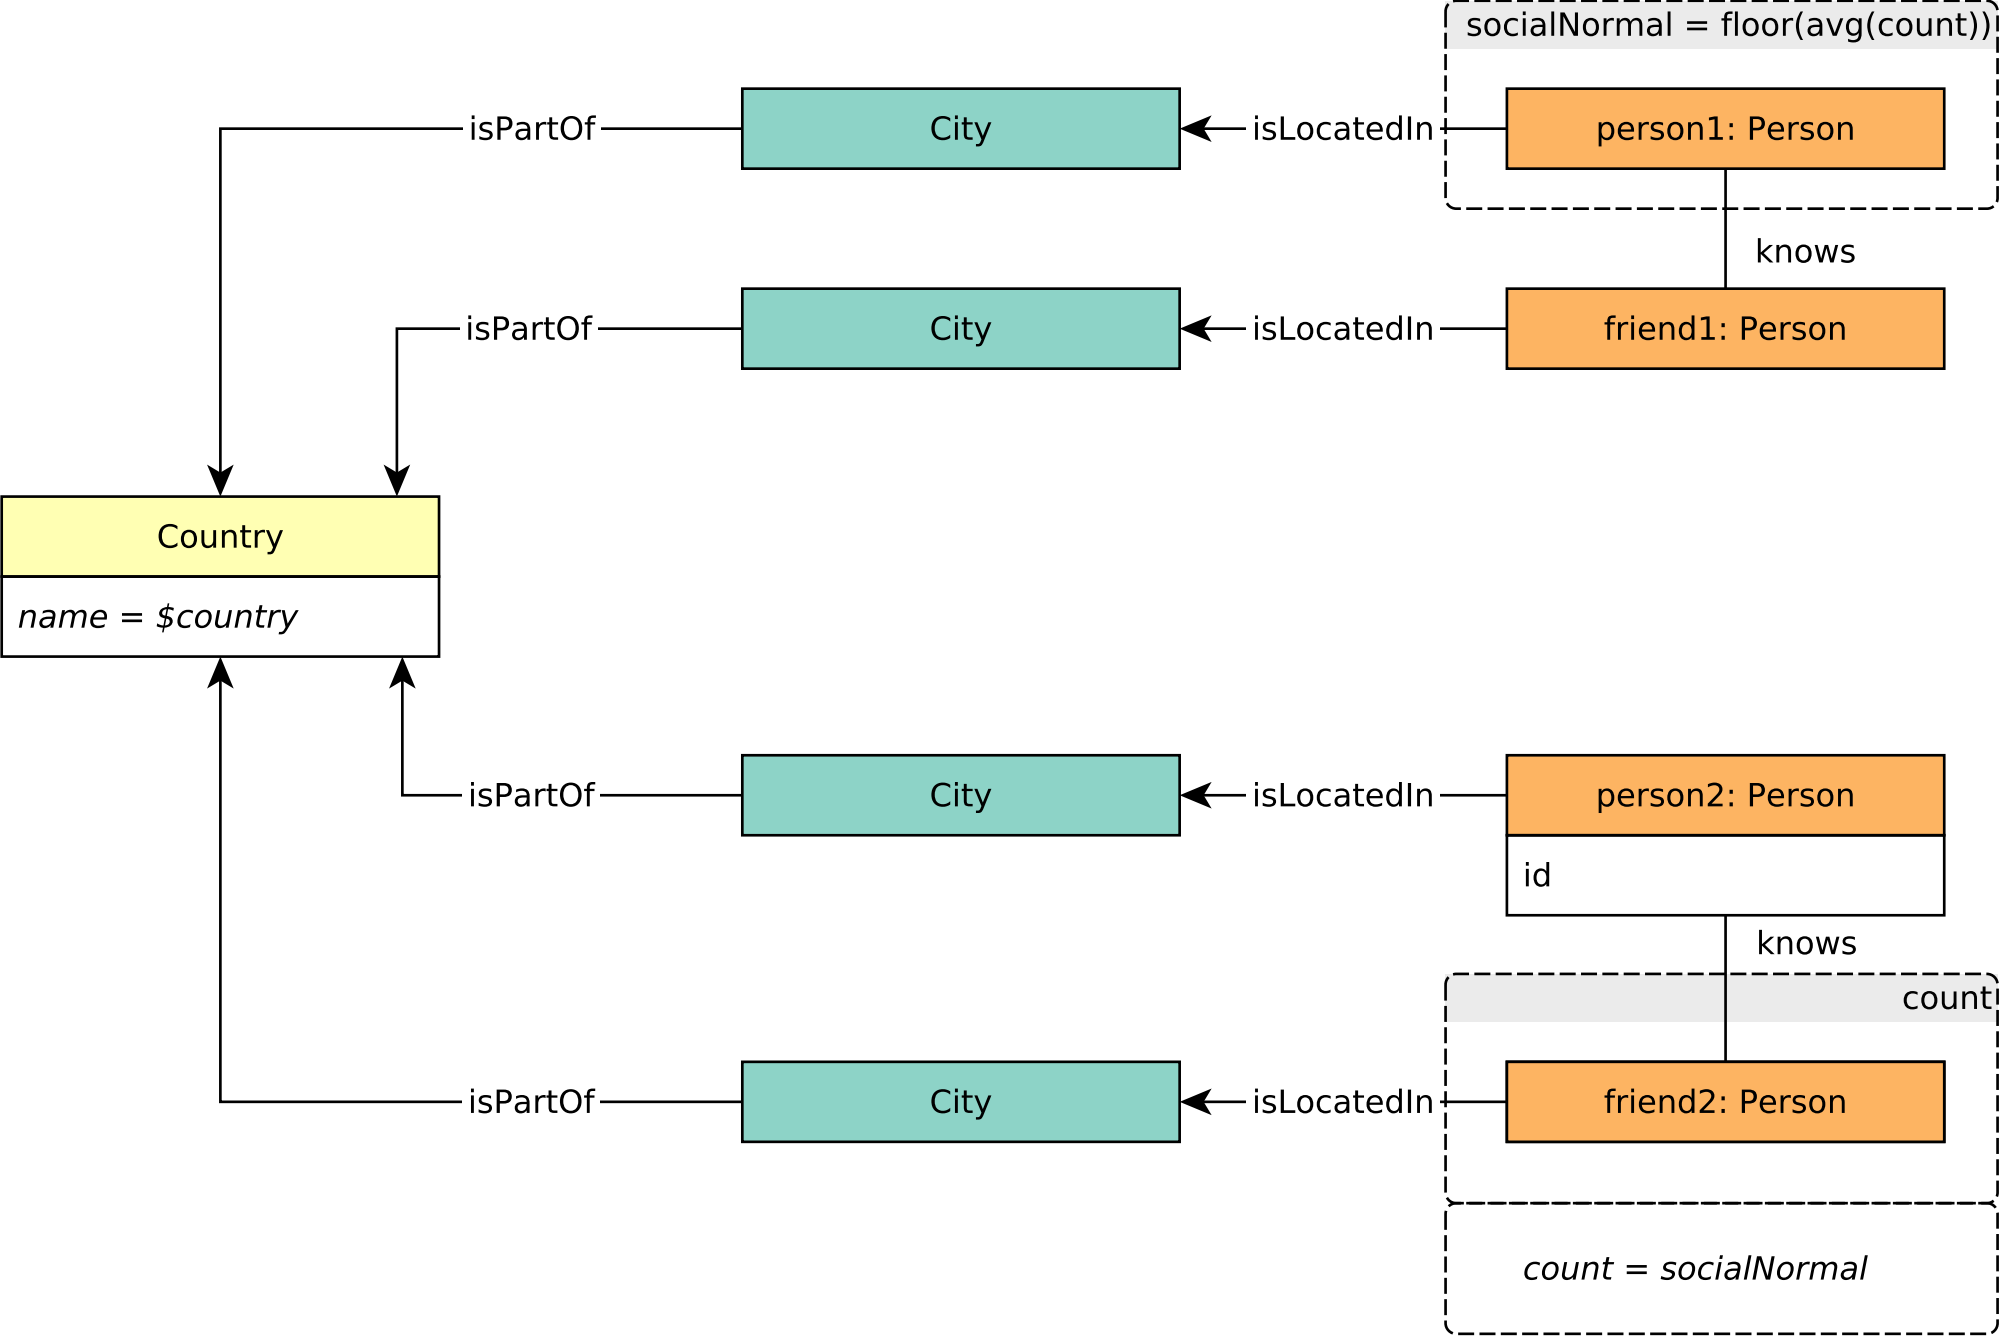 socialNormal = floor(avg(count))
isPartOf
City
isLocatedIn
person1: Person
knows
isPartOf
City
isLocatedIn
friend1: Person
Country
name = $country
isPartOf
City
isLocatedIn
person2: Person
id
knows
count
isPartOf
City
isLocatedIn
friend2: Person
count = socialNormal